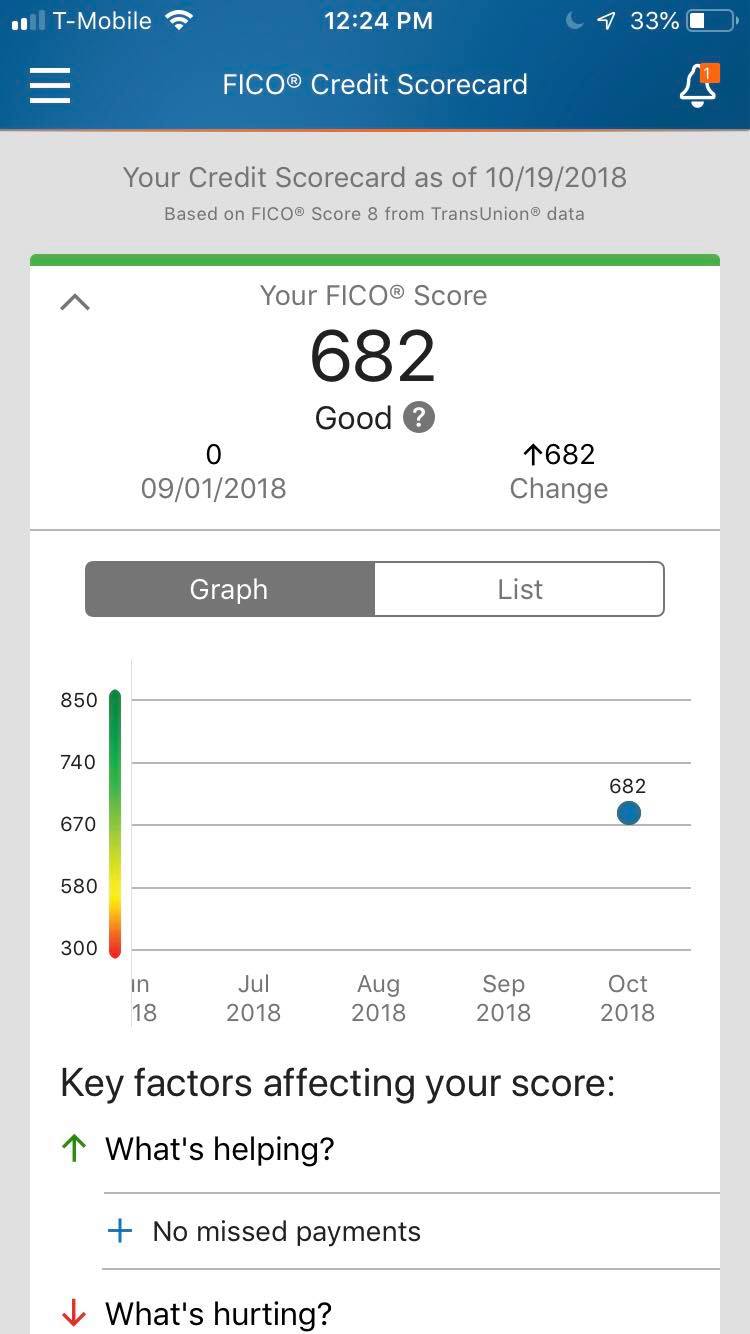 T-Mobile 12:24 PM 33%
FICO® Credit Scorecard 1
Your Credit Scorecard as of 10/19/2018
Based on FICO® Score 8 from TransUnion® data
Your FICO® Score
682
Good ?
0 ↑682
09/01/2018 Change
Graph List
850
740
682
670
580
300
un Jul Aug Sep Oct
18 2018 2018 2018 2018
Key factors affecting your score:
↑ What's helping?
+ No missed payments
↓ What's hurting?